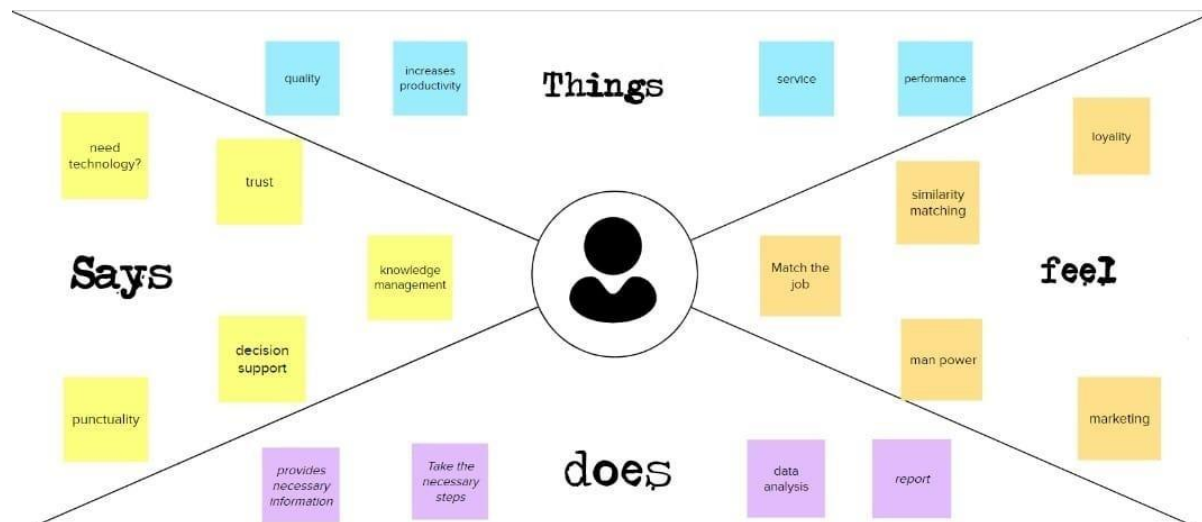 quality
increases
productivity
Things
service
performance
need
technology?
trust
Says
knowledge
management
decision
support
punctuality
loyality
similarity
matching
Match the
job
feel
man power
marketing
does
provides
necessary
information
Take the
necessary
steps
data
analysis
report